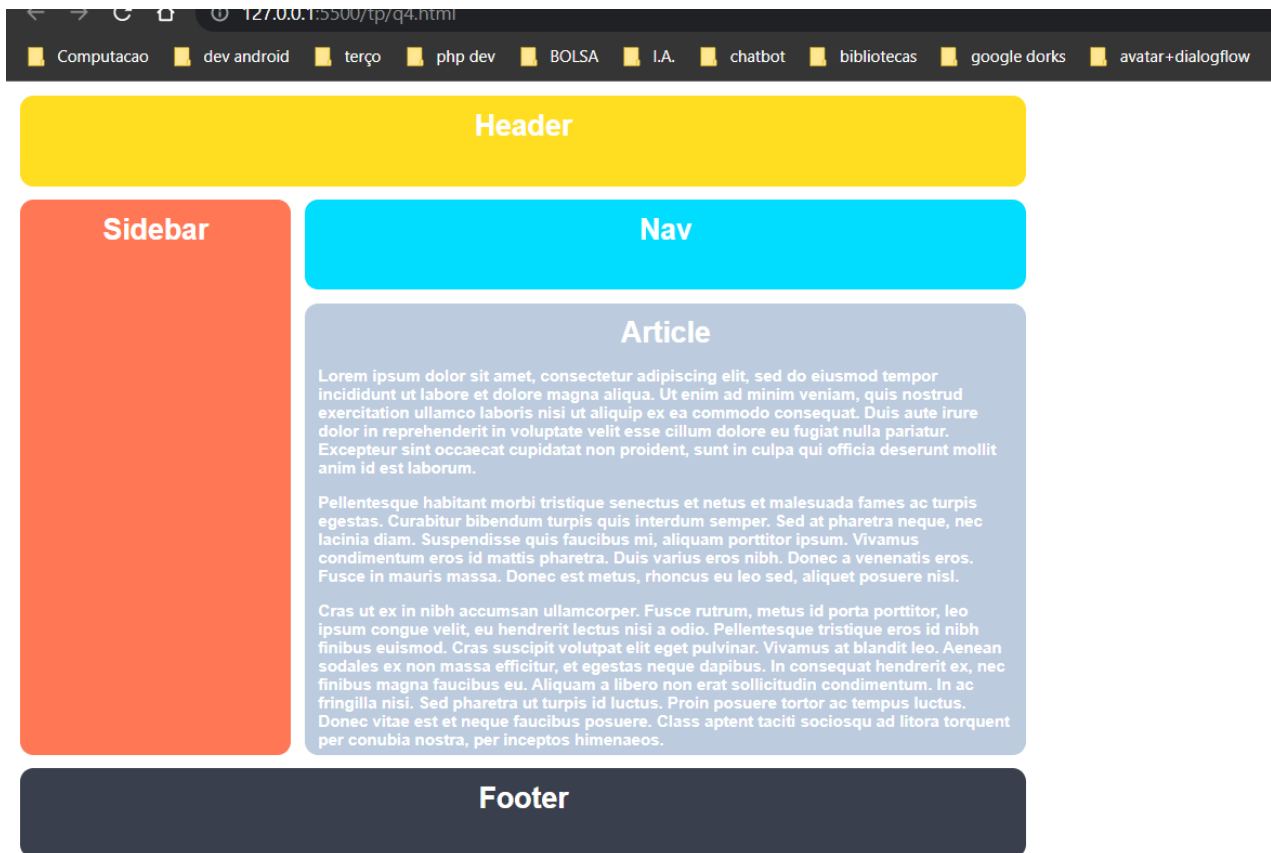 127.0.0.1:5500/tp/q4.html
Computacao dev android terço php dev BOLSA I.A. chatbot bibliotecas google dorks avatar+dialogflow
Header
Sidebar
Nav
Article
Lorem ipsum dolor sit amet, consectetur adipiscing elit, sed do eiusmod tempor
incididunt ut labore et dolore magna aliqua. Ut enim ad minim veniam, quis nostrud
exercitation ullamco laboris nisi ut aliquip ex ea commodo consequat. Duis aute irure
dolor in reprehenderit in voluptate velit esse cillum dolore eu fugiat nulla pariatur.
Excepteur sint occaecat cupidatat non proident, sunt in culpa qui officia deserunt mollit
anim id est laborum.
Pellentesque habitant morbi tristique senectus et netus et malesuada fames ac turpis
egestas. Curabitur bibendum turpis quis interdum semper. Sed at pharetra neque, nec
lacinia diam. Suspendisse quis faucibus mi, aliquam porttitor ipsum. Vivamus
condimentum eros id mattis pharetra. Duis varius eros nibh. Donec a venenatis eros.
Fusce in mauris massa. Donec est metus, rhoncus eu leo sed, aliquet posuere nisl.
Cras ut ex in nibh accumsan ullamcorper. Fusce rutrum, metus id porta porttitor, leo
ipsum congue velit, eu hendrerit lectus nisi a odio. Pellentesque tristique eros id nibh
finibus euismod. Cras suscipit volutpat elit eget pulvinar. Vivamus at blandit leo. Aenean
sodales ex non massa efficitur, et egestas neque dapibus. In consequat hendrerit ex, nec
finibus magna faucibus eu. Aliquam a libero non erat sollicitudin condimentum. In ac
fringilla nisi. Sed pharetra ut turpis id luctus. Proin posuere tortor ac tempus luctus.
Donec vitae est et neque faucibus posuere. Class aptent taciti sociosqu ad litora torquent
per conubia nostra, per inceptos himenaeos.
Footer